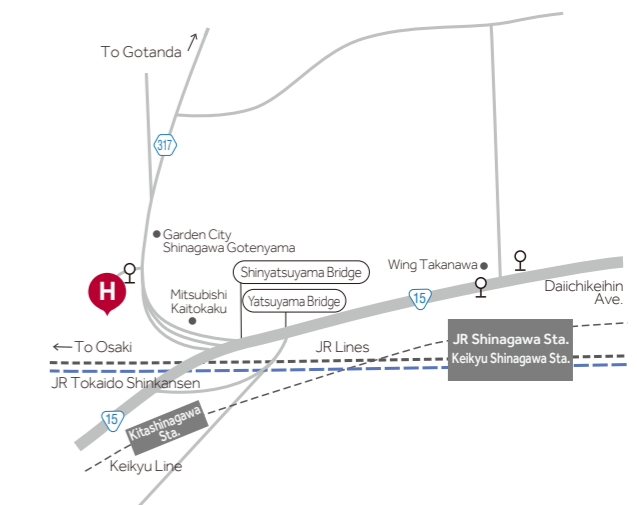 To Gotanda
317
Garden City
Shinagawa Gotenyama
Shinyatsuyama Bridge
Wing Takanawa
H
Mitsubishi
Kaitokaku
Yatsuyama Bridge
15
Daiichikeihin
Ave.
←To Osaki
JR Lines
JR Shinagawa Sta.
Keikyu Shinagawa Sta.
JR Tokaido Shinkansen
15
Kitashinagawa
Sta.
Keikyu Line